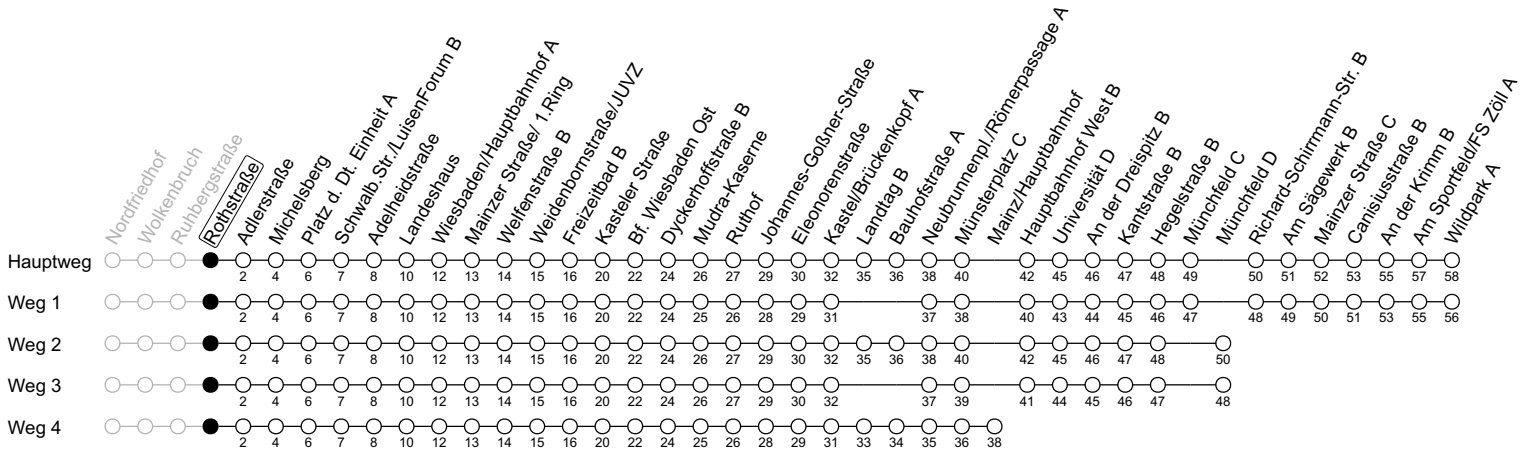 Nordfriedhof
Wolkenbruch
Ruhbergstraße
Rothstraße
Adlerstraße
Michelsberg
Platz d. Dt. Einheit A
Schwalb.Str./LuisenForum B
Adelheidstraße
Landeshaus
Wiesbaden/Hauptbahnhof A
Mainzer Straße/ 1.Ring
Welfenstraße B
Weidenbornstraße/JUVZ
Freizeitbad B
Kasteler Straße
Bf. Wiesbaden Ost
Dyckerhoffstraße B
Mudra-Kaserne
Ruthof
Johannes-Goßner-Straße
Eleonorenstraße
Kastel/Brückenkopf A
Landtag B
Bauhofstraße A
Neubrunnenpl./Römerpassage A
Münsterplatz C
Mainz/Hauptbahnhof
Hauptbahnhof West B
Universität D
An der Dreispitz B
Kantstraße B
Hegelstraße B
Münchfeld C
Münchfeld D
Richard-Schirrmann-Str. B
Am Sägewerk B
Mainzer Straße C
Canisiusstraße B
An der Krimm B
Am Sportfeld/FS Zöll A
Wildpark A
Hauptweg
2 4 6 7 8 10 12 13 14 15 16 20 22 24 26 27 29 30 32 35 36 38 40 42 45 46 47 48 49 50 51 52 53 55 57 58
Weg 1
2 4 6 7 8 10 12 13 14 15 16 20 22 24 25 26 28 29 31 37 38 40 43 44 45 46 47 48 49 50 51 53 55 56
Weg 2
2 4 6 7 8 10 12 13 14 15 16 20 22 24 26 27 29 30 32 35 36 38 40 42 45 46 47 48 50
Weg 3
2 4 6 7 8 10 12 13 14 15 16 20 22 24 26 27 29 30 32 37 39 41 44 45 46 47 48
Weg 4
2 4 6 7 8 10 12 13 14 15 16 20 22 24 25 26 28 29 31 33 34 35 36 38